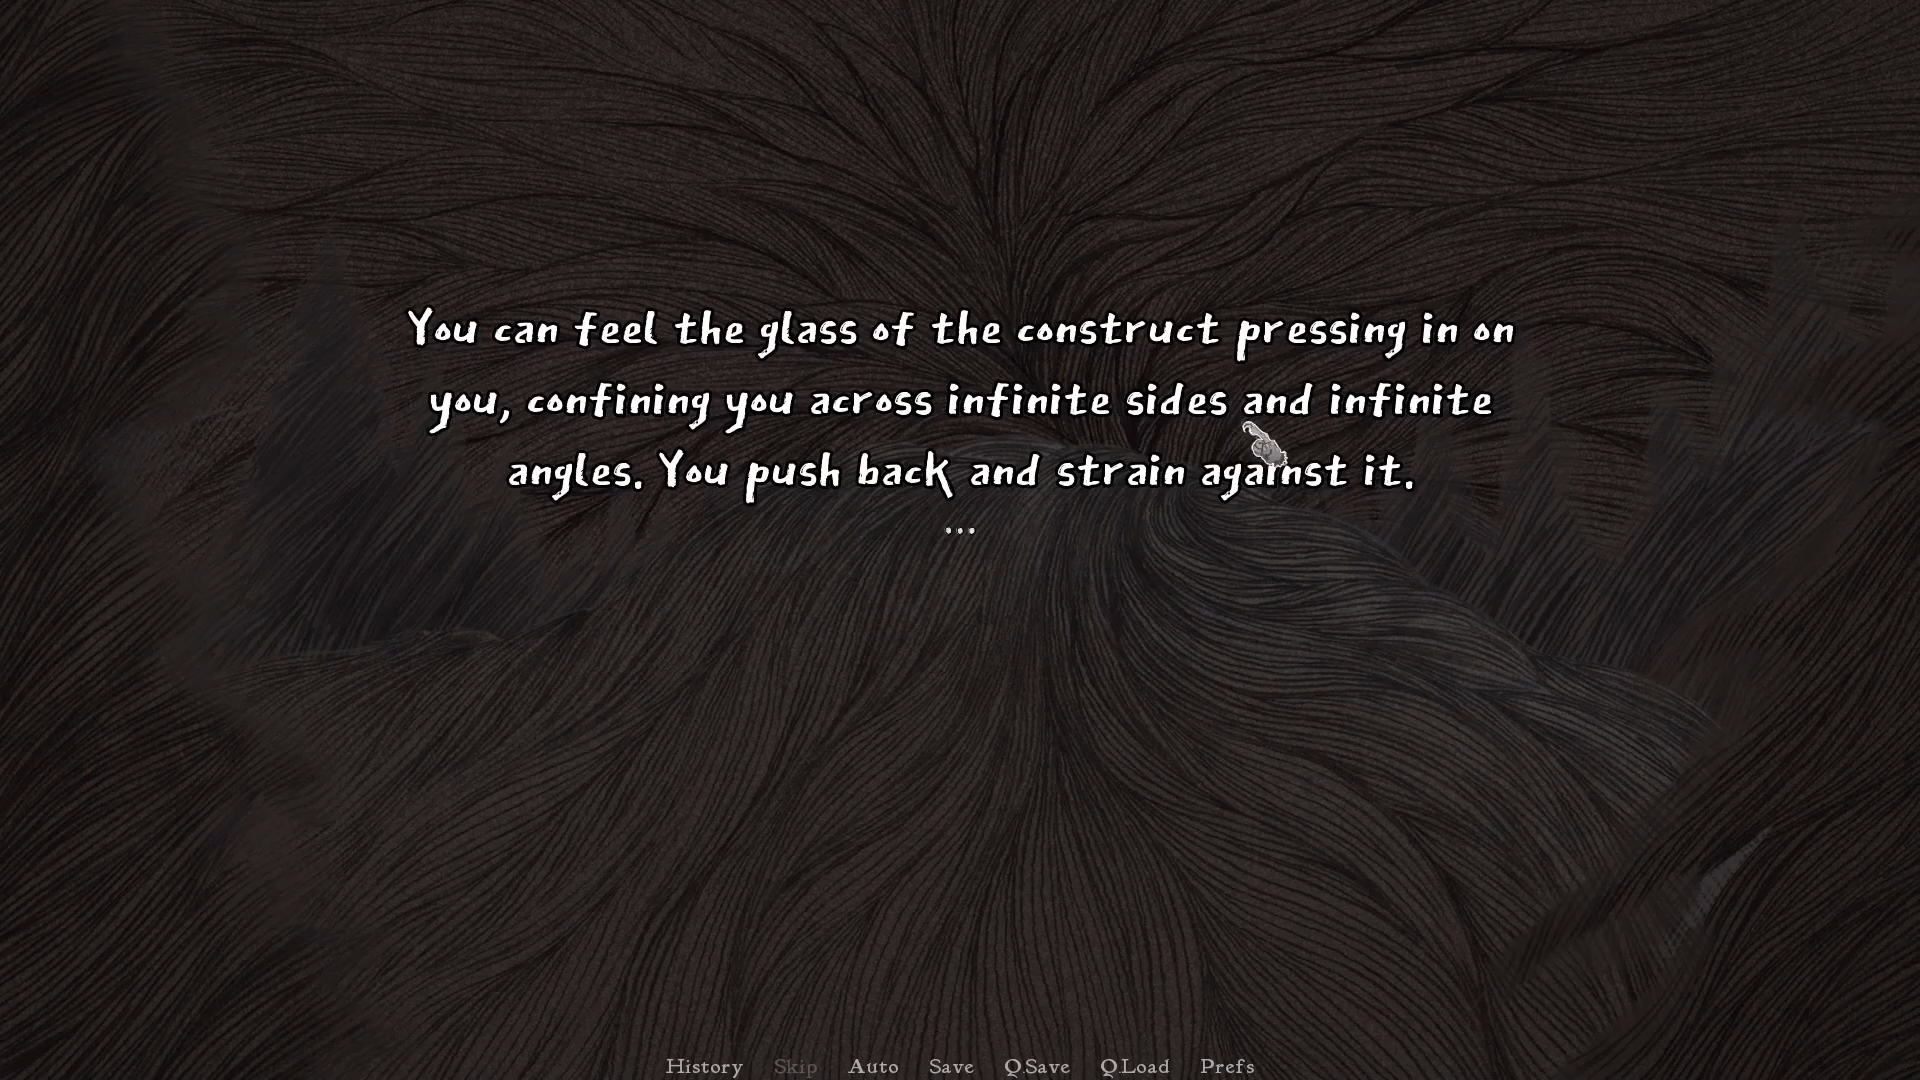 You can feel the glass of the construct pressing in on
you, confining you across infinite sides and infinite
angles. You push back and strain against it.
...
History Skip Auto Save Q.Save Q.Load Prefs